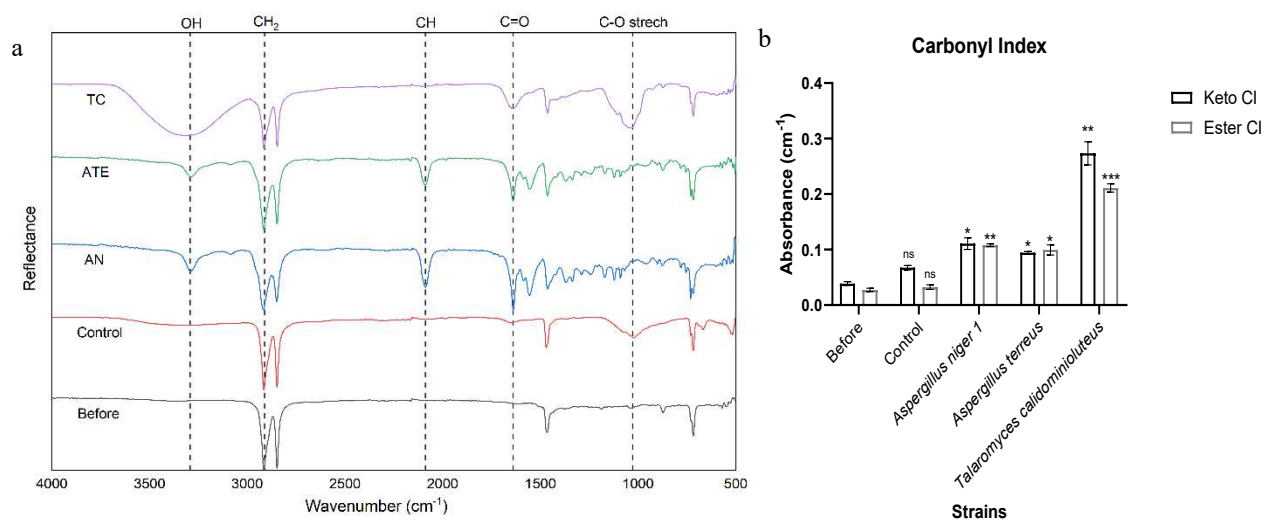 a
OH
CH2
CH
C=O
C-O strech
TC
ATE
AN
Control
Before
Reflectance
4000 3500 3000 2500 2000 1500 1000 500
Wavenumber (cm-1)
b
Carbonyl Index
Keto CI
Ester CI
Absorbance (cm-1)
0.4
0.3
0.2
0.1
0.0
ns
ns
*
**
*
*
**
***
Before
Control
Aspergillus niger 1
Aspergillus terreus
Talaromyces calidominioluteus
Strains